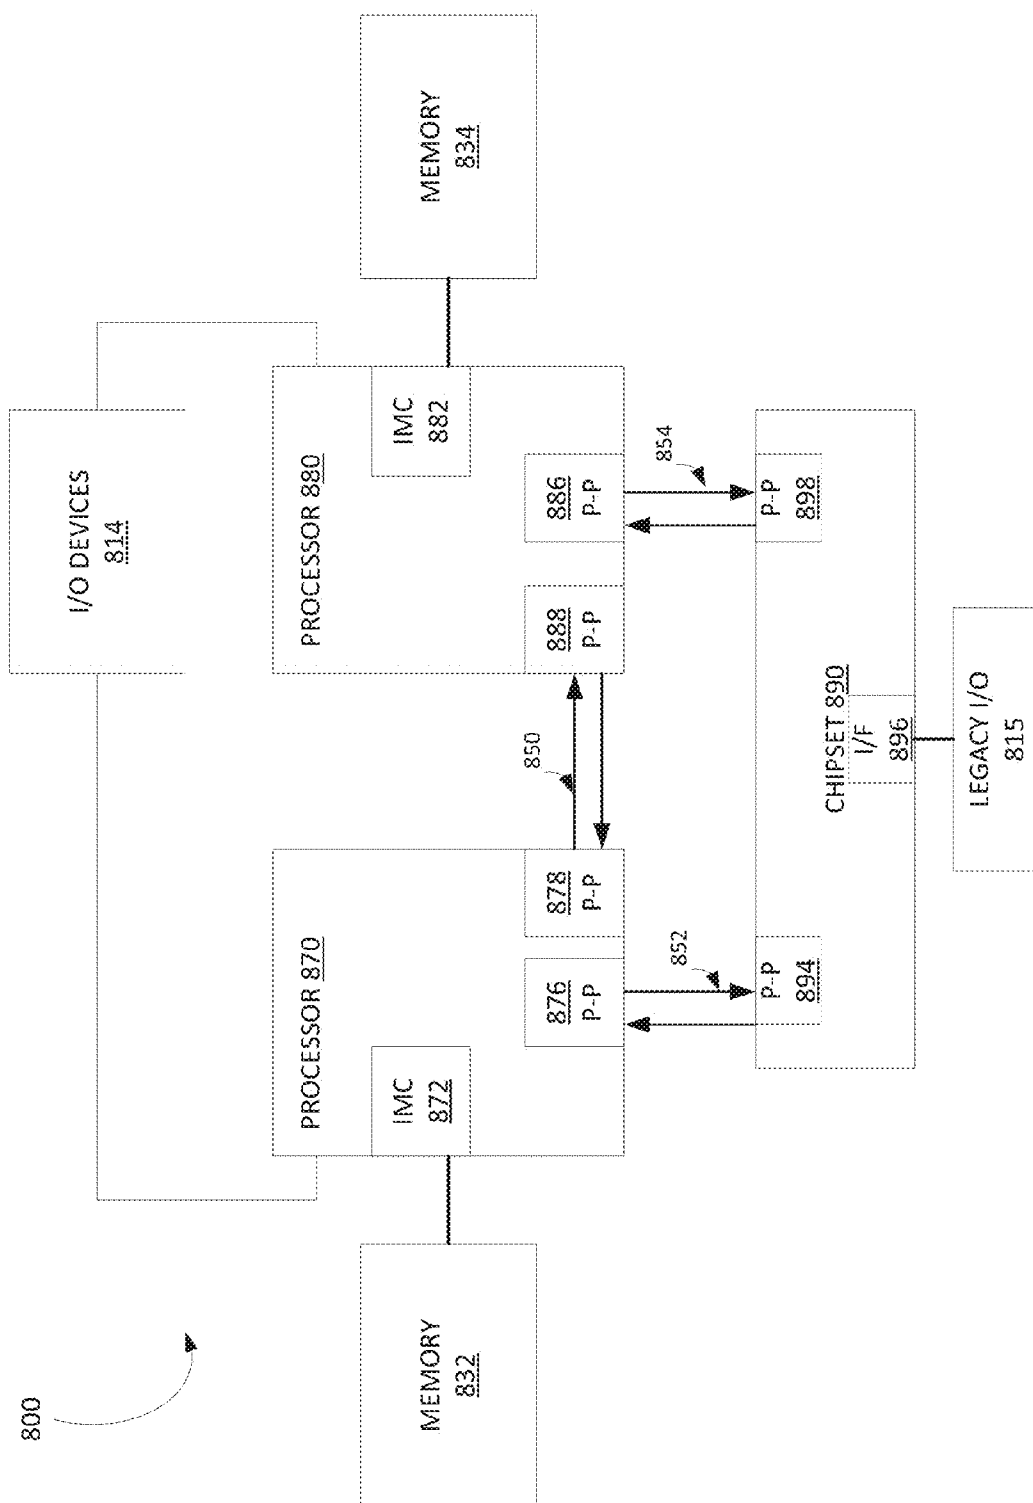 800
I/O DEVICES
814
PROCESSOR 870
IMC
872
876
P-P
878
P-P
PROCESSOR 880
IMC
882
888
P-P
886
P-P
MEMORY
832
MEMORY
834
850
852
854
P-P
894
CHIPSET 890
I/F
896
P-P
898
LEGACY I/O
815